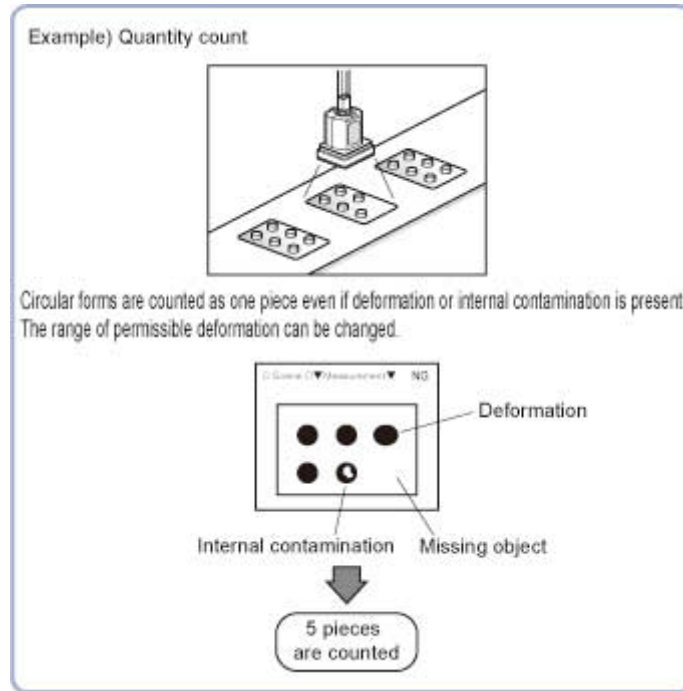 Example) Quantity count
Circular forms are counted as one piece even if deformation or internal contamination is present
The range of permissible deformation can be changed.
Measurement▼ NG
Deformation
Internal contamination Missing object
5 pieces
are counted